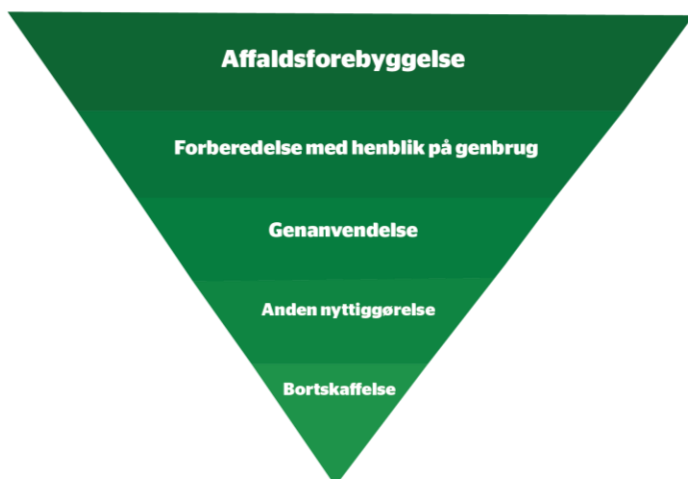 Affaldsforebyggelse
Forberedelse med henblik på genbrug
Genanvendelse
Anden nyttiggørelse
Bortskaffelse